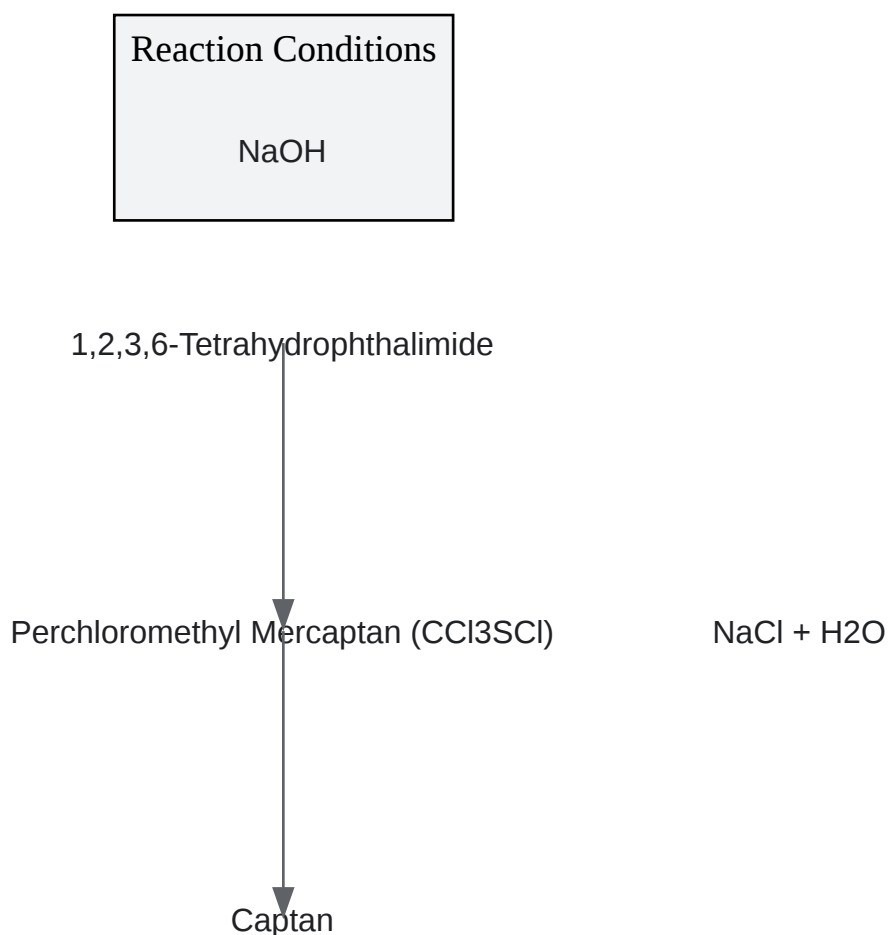 Reaction Conditions
NaOH
1,2,3,6-Tetrahydrophthalimide
Perchloromethyl Mercaptan (CCl3SCl)
NaCl + H2O
Captan